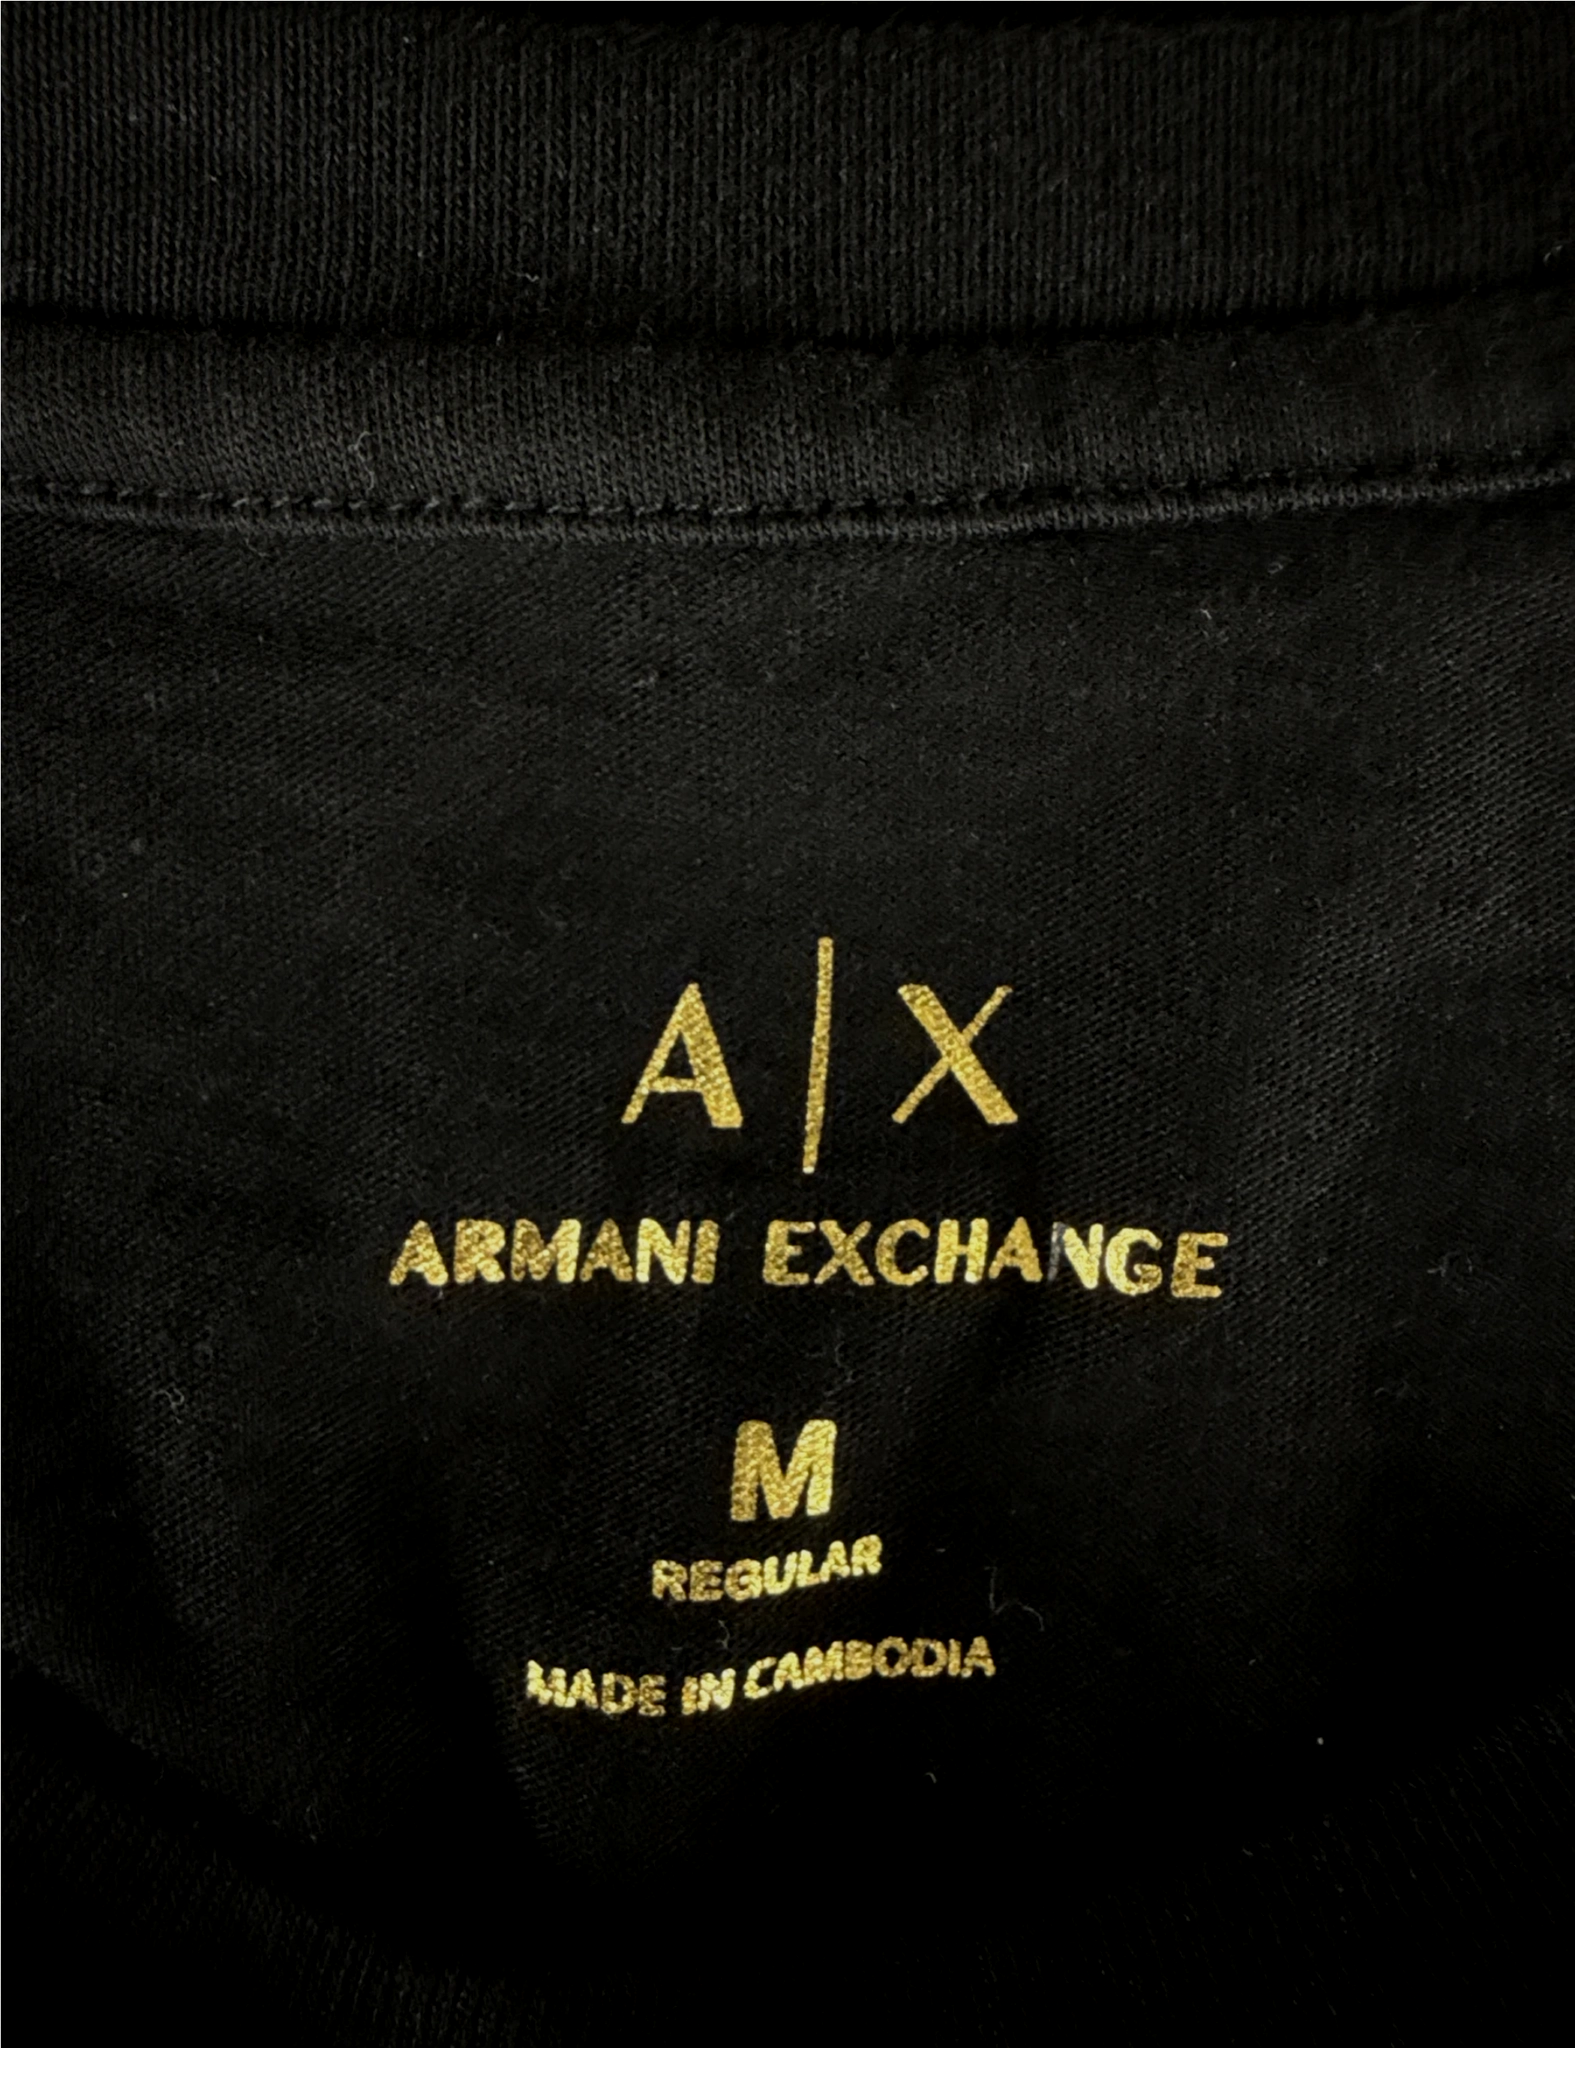 A|X
ARMANI EXCHANGE
M
REGULAR
MADE IN CAMBODIA